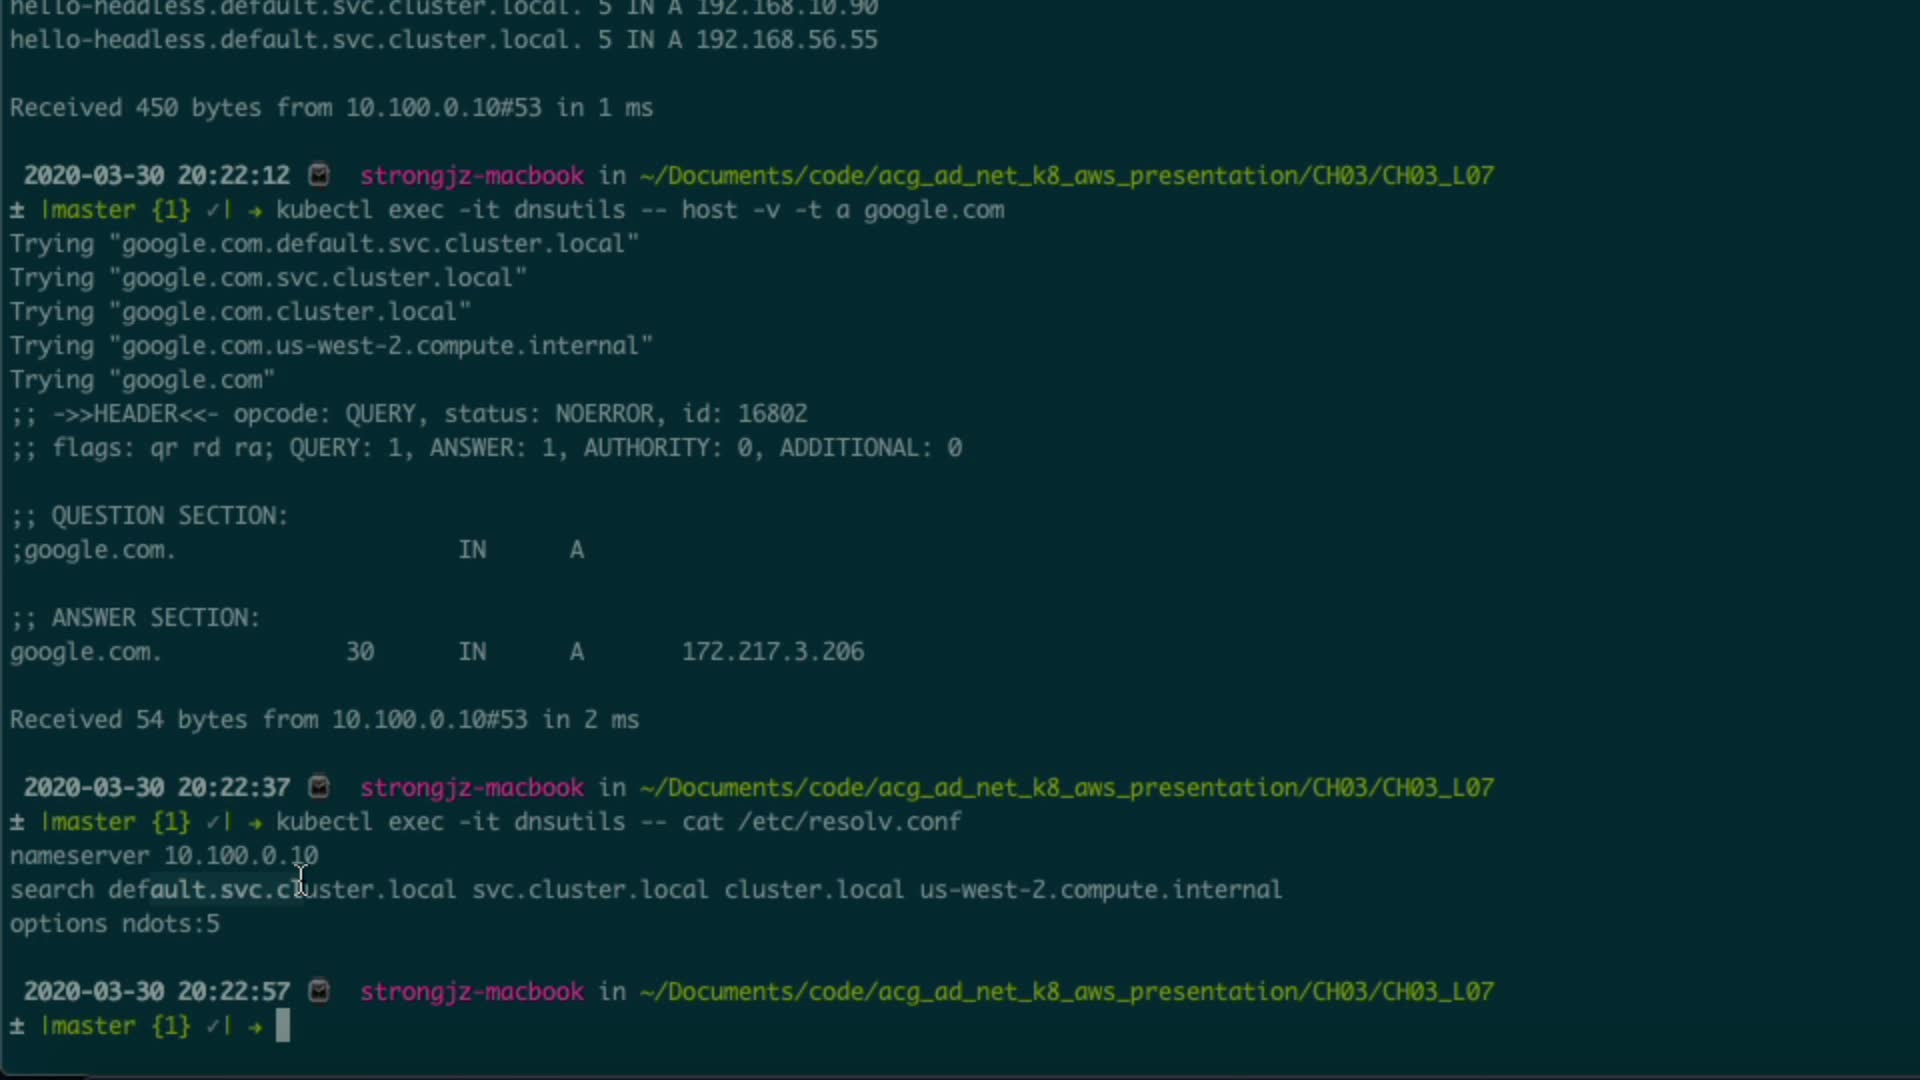 hello-headless.default.svc.cluster.local. 5 IN A 192.168.10.90
hello-headless.default.svc.cluster.local. 5 IN A 192.168.56.55
Received 450 bytes from 10.100.0.10#53 in 1 ms
2020-03-30 20:22:12 strongjz-macbook in ~/Documents/code/acg_ad_net_k8_aws_presentation/CH03/CH03_L07
± |master {1} ✓| → kubectl exec -it dnsutils -- host -v -t a google.com
Trying "google.com.default.svc.cluster.local"
Trying "google.com.svc.cluster.local"
Trying "google.com.cluster.local"
Trying "google.com.us-west-2.compute.internal"
Trying "google.com"
;; ->>HEADER<<- opcode: QUERY, status: NOERROR, id: 16802
;; flags: qr rd ra; QUERY: 1, ANSWER: 1, AUTHORITY: 0, ADDITIONAL: 0
;; QUESTION SECTION:
;google.com. IN A
;; ANSWER SECTION:
google.com. 30 IN A 172.217.3.206
Received 54 bytes from 10.100.0.10#53 in 2 ms
2020-03-30 20:22:37 strongjz-macbook in ~/Documents/code/acg_ad_net_k8_aws_presentation/CH03/CH03_L07
± |master {1} ✓| → kubectl exec -it dnsutils -- cat /etc/resolv.conf
nameserver 10.100.0.10
search default.svc.cluster.local svc.cluster.local cluster.local us-west-2.compute.internal
options ndots:5
2020-03-30 20:22:57 strongjz-macbook in ~/Documents/code/acg_ad_net_k8_aws_presentation/CH03/CH03_L07
± |master {1} ✓| →